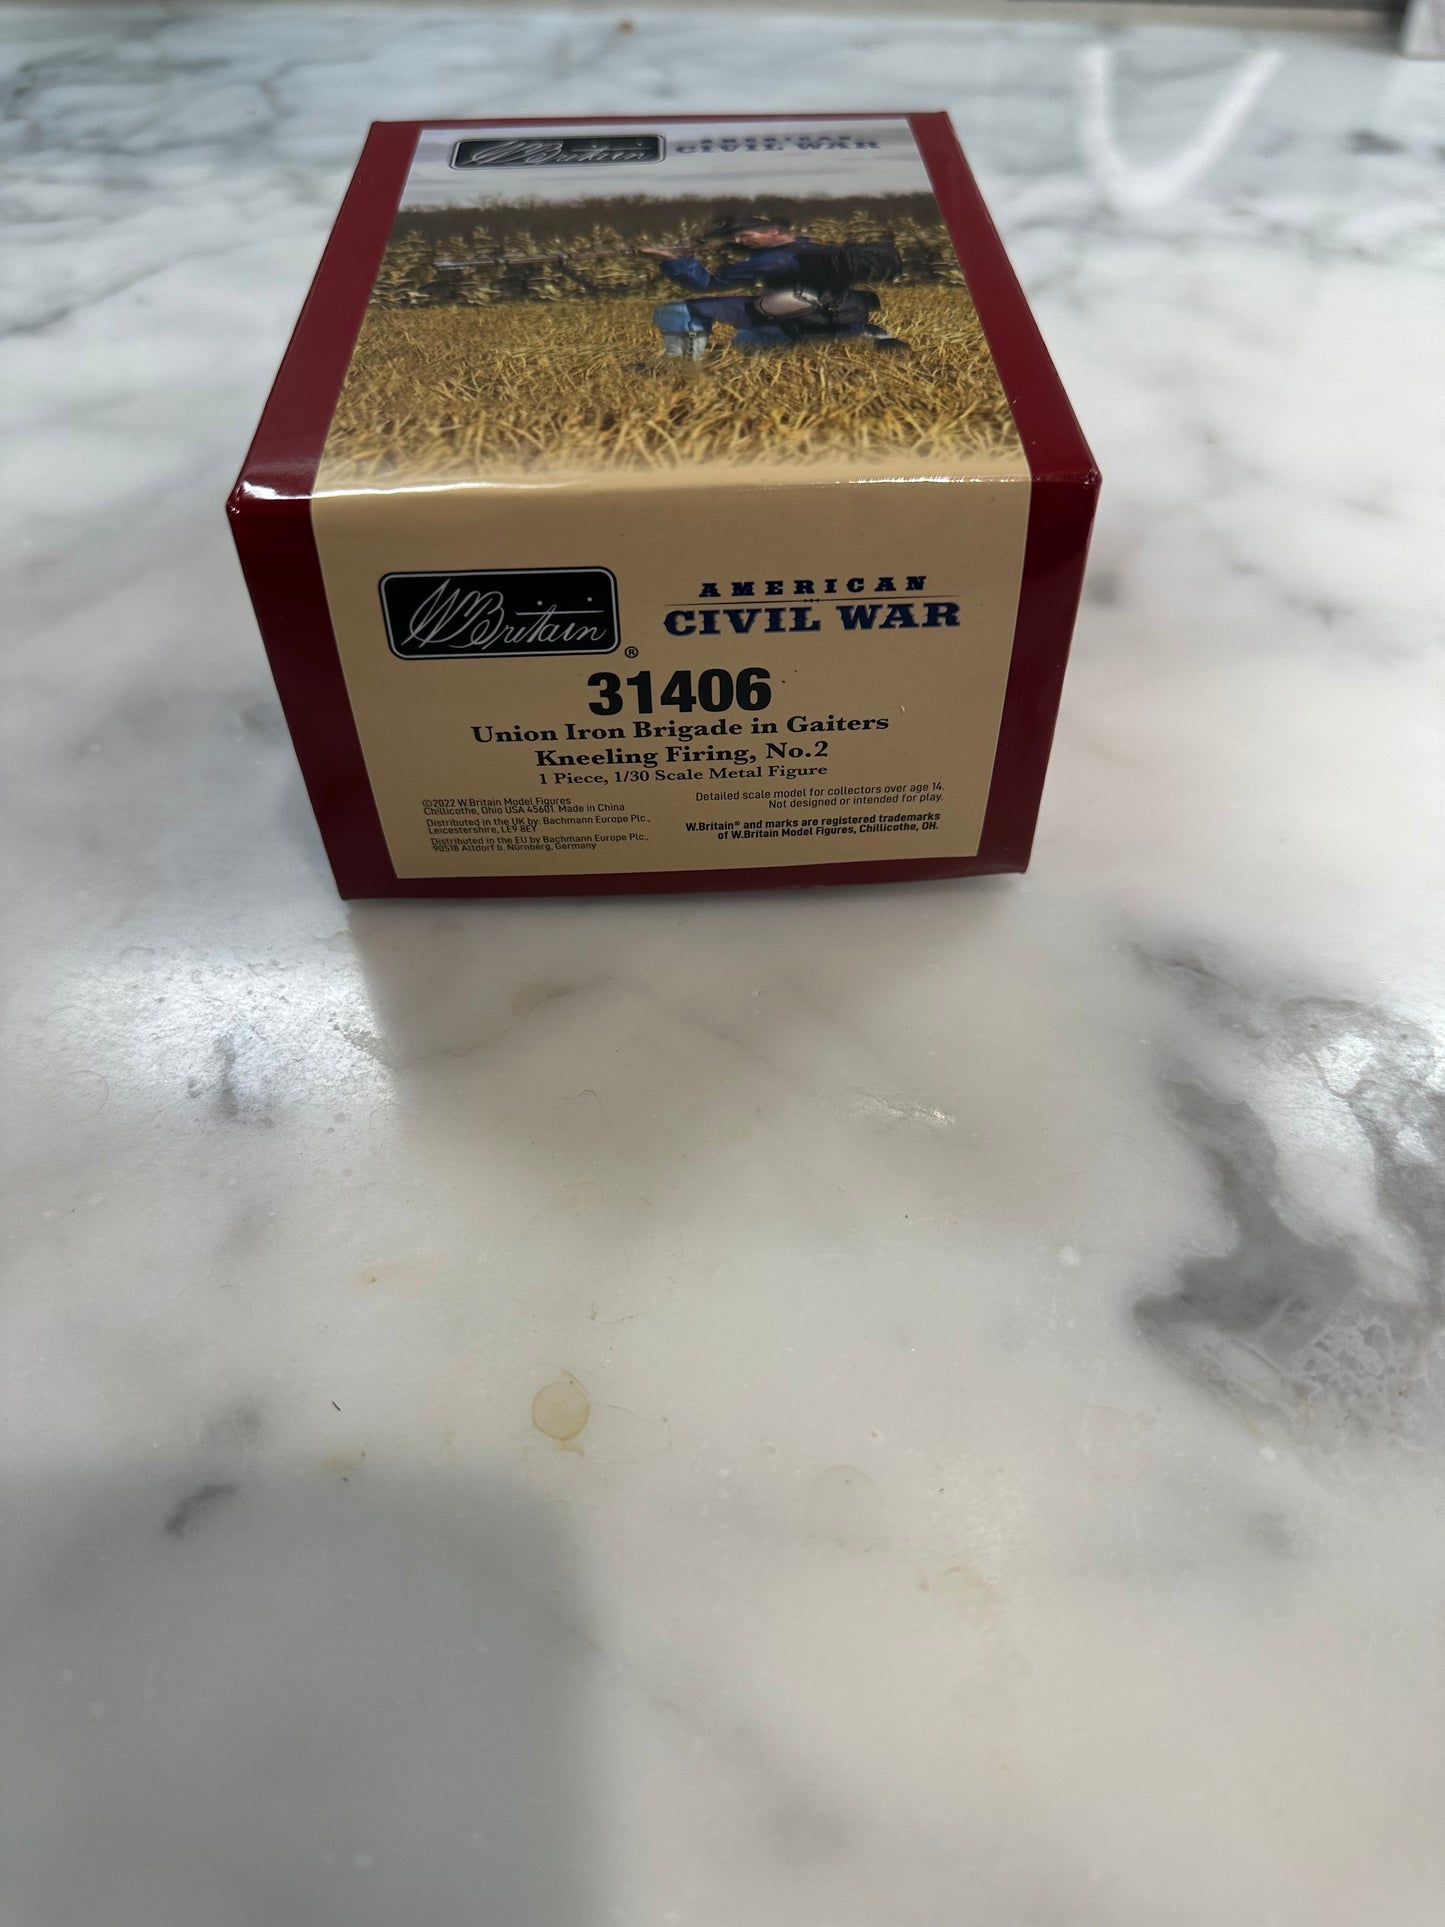 W Britain
AMERICAN
CIVIL WAR
W Britain ®
AMERICAN
CIVIL WAR
31406
Union Iron Brigade in Gaiters
Kneeling Firing, No.2
1 Piece, 1/30 Scale Metal Figure
©2022 W.Britain Model Figures
Chillicothe, Ohio USA 45601. Made in China
Distributed in the UK by: Bachmann Europe Plc.,
Leicestershire, LE9 8EY
Distributed in the EU by Bachmann Europe Plc.,
90518 Altdorf b. Nürnberg, Germany
Detailed scale model for collectors over age 14.
Not designed or intended for play.
W.Britain® and marks are registered trademarks
of W.Britain Model Figures, Chillicothe, OH.